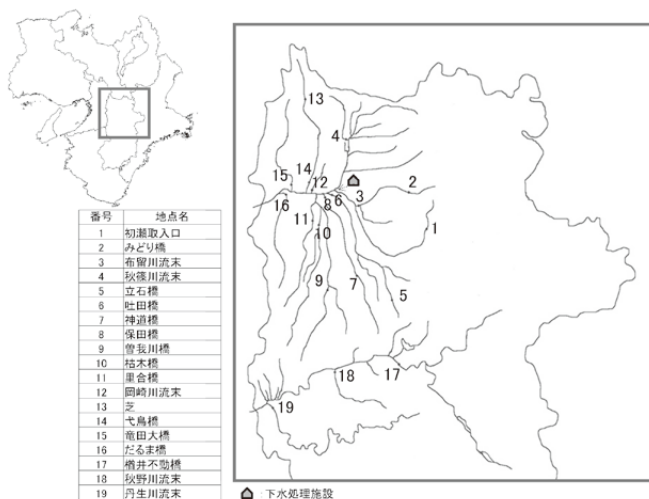 番号 地点名
1 初瀬取入口
2 みどり橋
3 布留川流末
4 秋篠川流末
5 立石橋
6 吐田橋
7 神道橋
8 保田橋
9 曽我川橋
10 枯木橋
11 里合橋
12 岡崎川流末
13 芝
14 弋鳥橋
15 竜田大橋
16 だるま橋
17 楢井不動橋
18 秋野川流末
19 丹生川流末
13
4
14
15
12
2
16
6
3
8
11
10
1
9
7
5
18
17
19
:下水処理施設